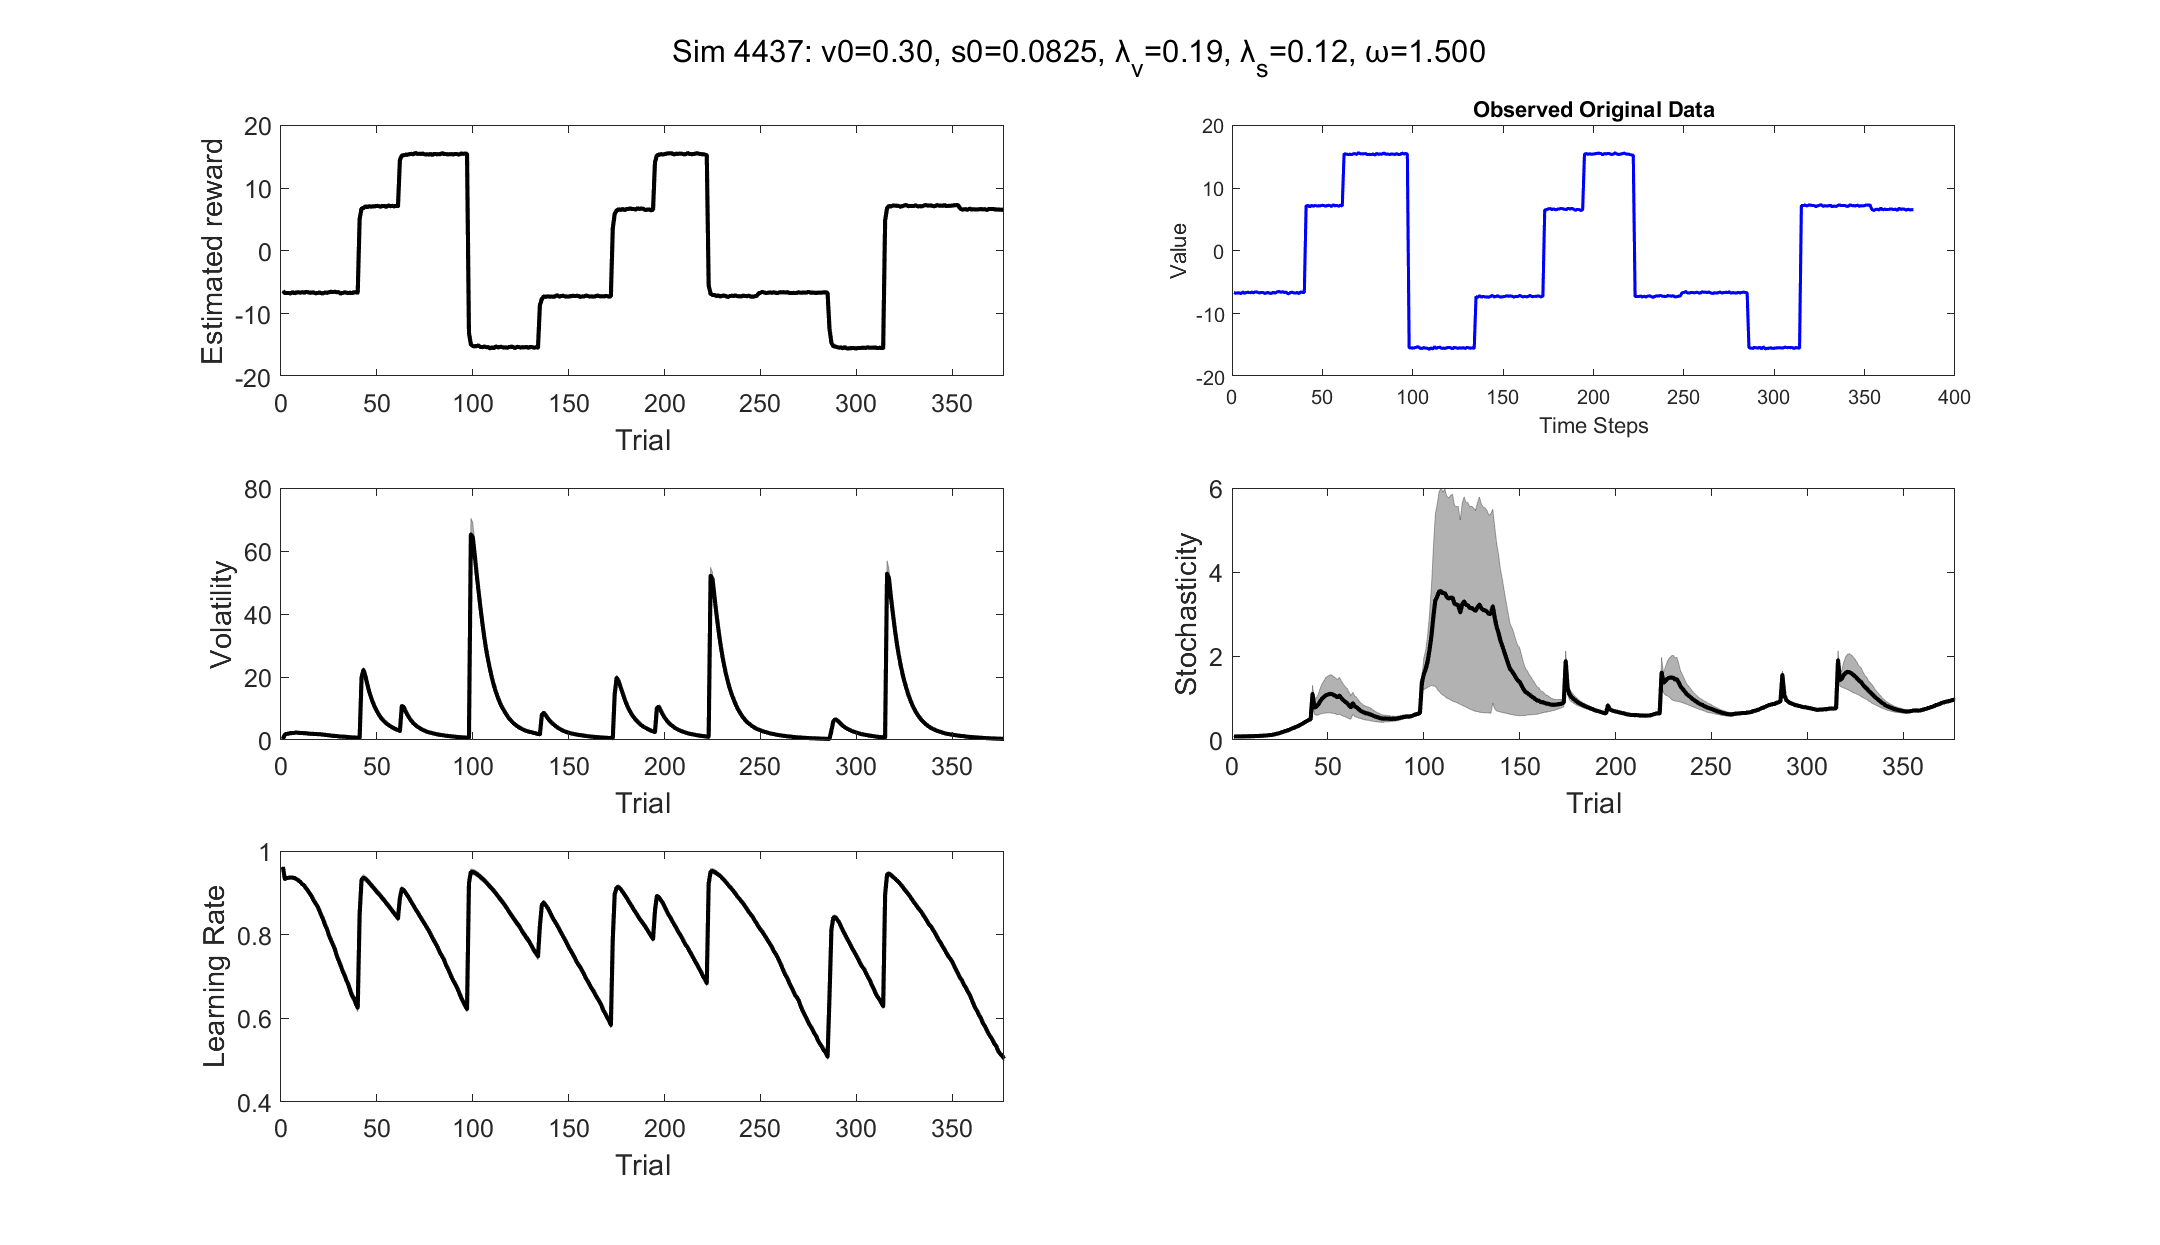 Sim 4437: v0=0.30, s0=0.0825, λ_v=0.19, λ_s=0.12, ω=1.500
Estimated reward
20
10
0
-10
-20
0 50 100 150 200 250 300 350
Trial
Observed Original Data
Value
20
10
0
-10
-20
0 50 100 150 200 250 300 350 400
Time Steps
Volatility
80
60
40
20
0
0 50 100 150 200 250 300 350
Trial
Stochasticity
6
4
2
0
0 50 100 150 200 250 300 350
Trial
Learning Rate
1
0.8
0.6
0.4
0 50 100 150 200 250 300 350
Trial